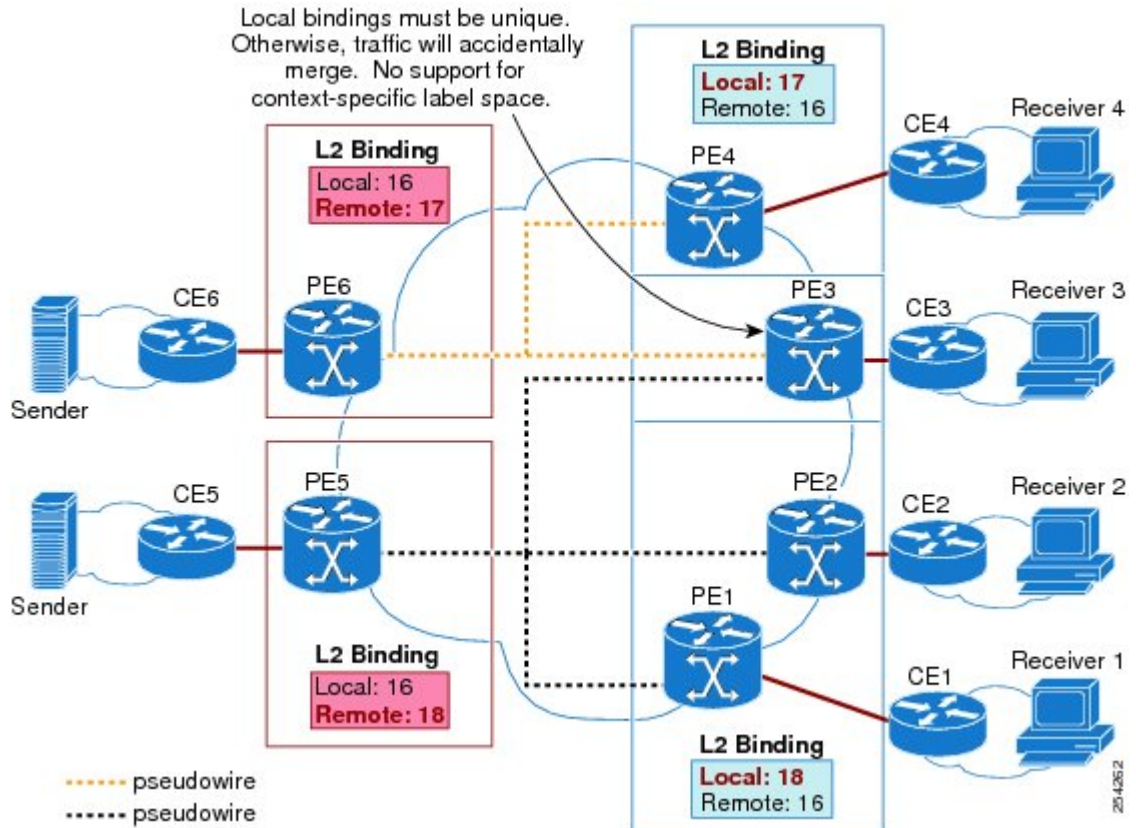 Local bindings must be unique.
Otherwise, traffic will accidentally
merge. No support for
context-specific label space.
L2 Binding
Local: 17
Remote: 16
Receiver 4
CE4
PE4
L2 Binding
Local: 16
Remote: 17
CE6
PE6
Sender
PE3
CE3
Receiver 3
CE5
PE5
Sender
PE2
CE2
Receiver 2
PE1
CE1
Receiver 1
L2 Binding
Local: 16
Remote: 18
L2 Binding
Local: 18
Remote: 16
pseudowire
pseudowire
254262